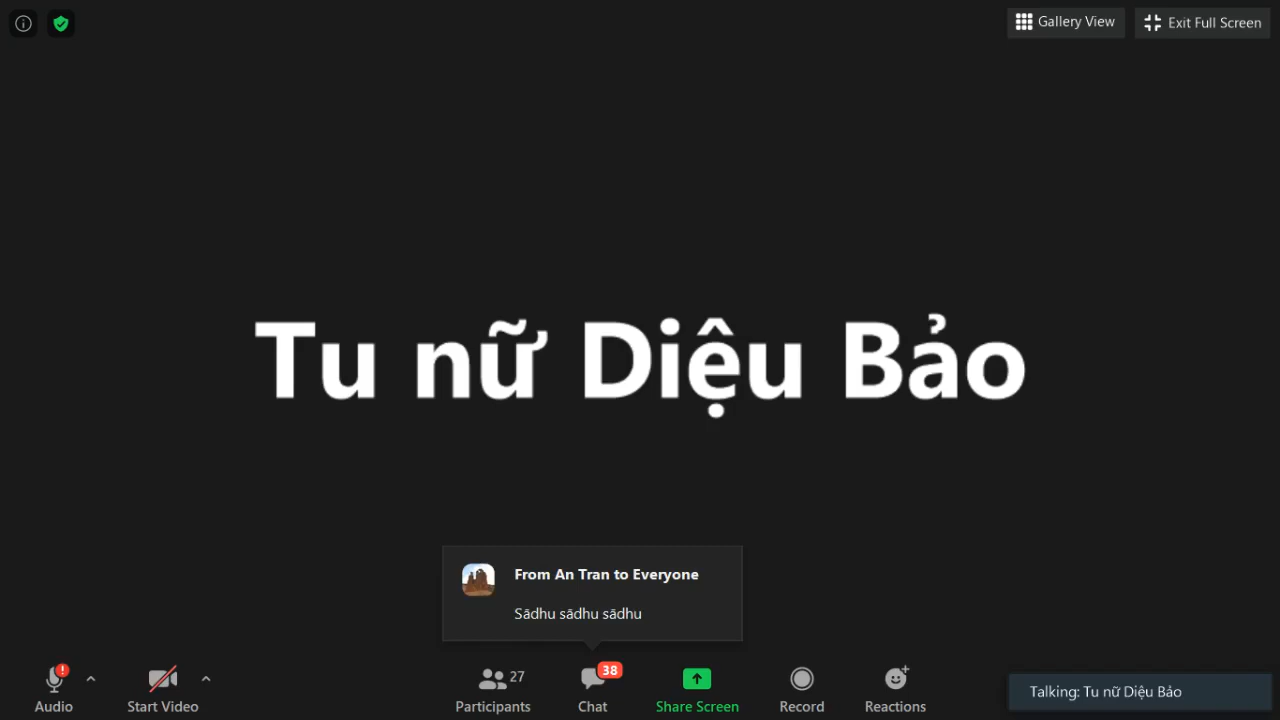 Gallery View
Exit Full Screen
Tu nữ Diệu Bảo
From An Tran to Everyone
Sādhu sādhu sādhu
27
38
Audio
Start Video
Participants
Chat
Share Screen
Record
Reactions
Talking: Tu nữ Diệu Bảo